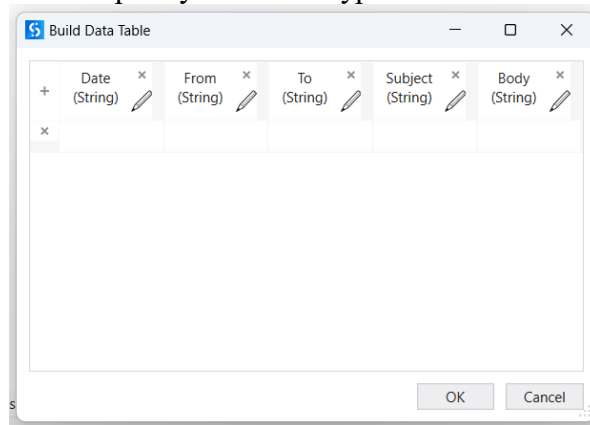 Build Data Table
Date From To Subject Body
(String) (String) (String) (String) (String)
OK Cancel
s